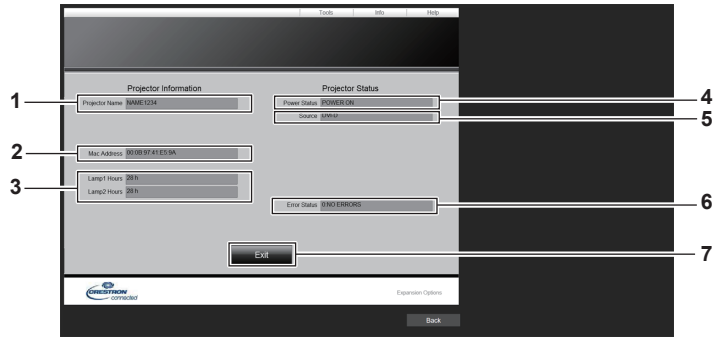 Tools Info Help
Projector Information
Projector Status
1
Projector Name NAME1234
Power Status POWER ON
4
Source
5
2
Mac Address 00:0B:97:41:E5:9A
3
Lamp1 Hours 28 h
Lamp2 Hours 28 h
Error Status 0:NO ERRORS
6
Exit
7
CRESTRON
connected
Expansion Options
Back